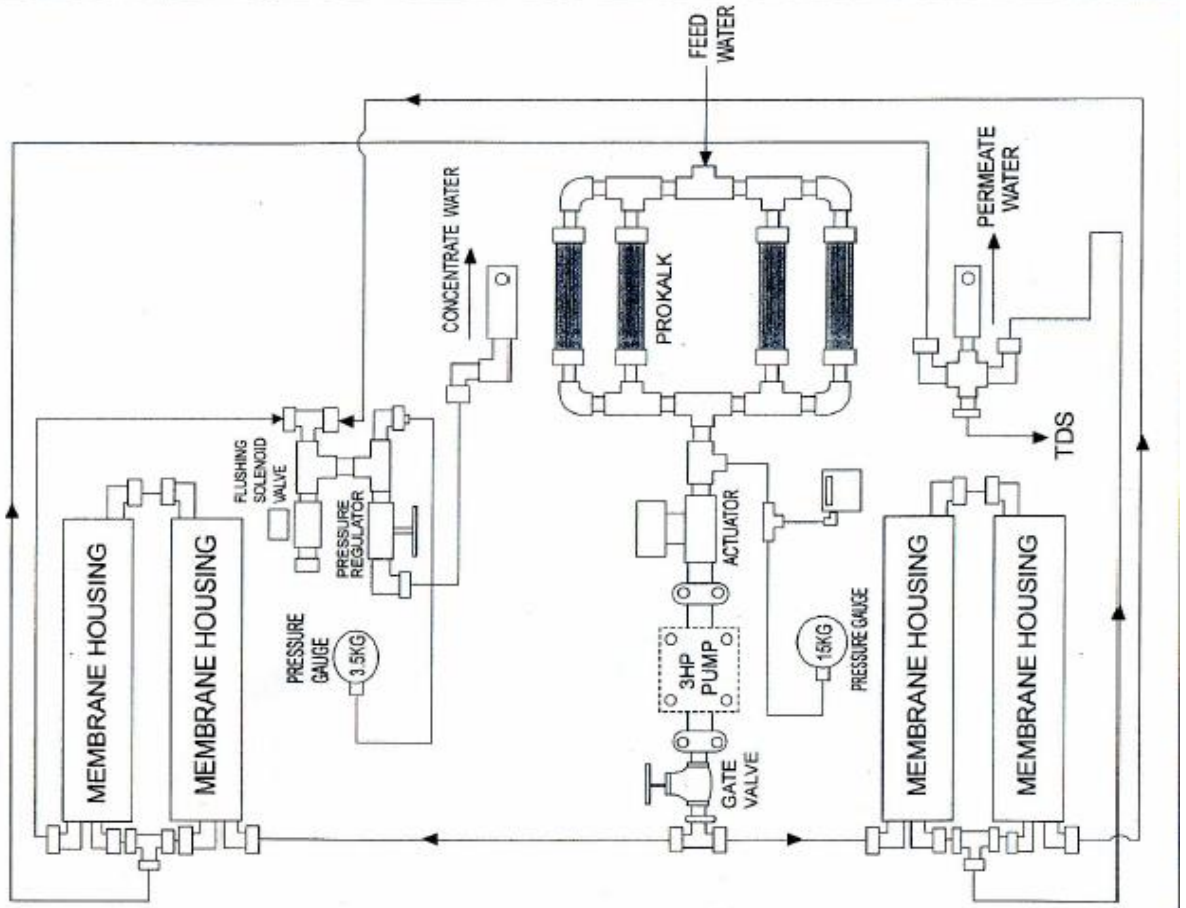 FEED
WATER
CONCENTRATE WATER
PROKALK
PERMEATE
WATER
TDS
FLUSHING
SOLENOID
VALVE
PRESSURE
REGULATOR
PRESSURE
GAUGE
3.5KG
MEMBRANE HOUSING
MEMBRANE HOUSING
ACTUATOR
3HP
PUMP
GATE
VALVE
15KG
PRESSURE GAUGE
MEMBRANE HOUSING
MEMBRANE HOUSING